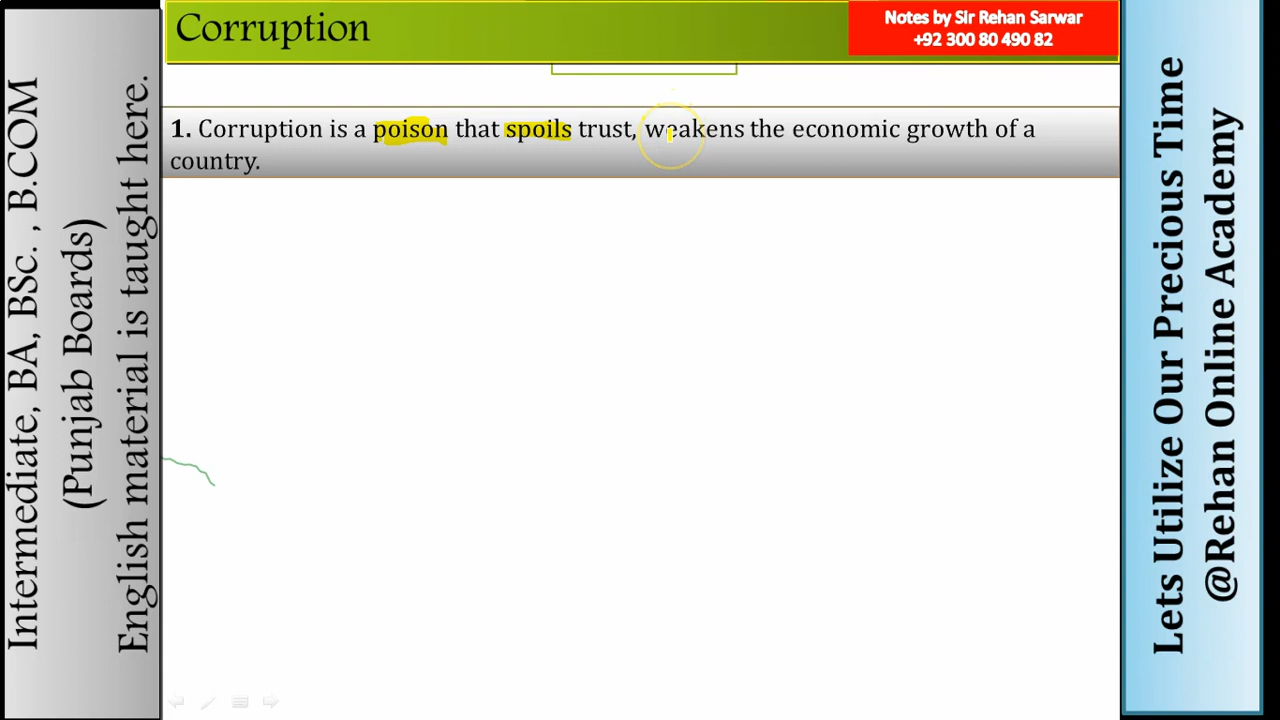 Corruption
Notes by Sir Rehan Sarwar
+92 300 80 490 82
1. Corruption is a poison that spoils trust, weakens the economic growth of a
country.
Intermediate, BA, BSc. , B.COM
(Punjab Boards)
English material is taught here.
Lets Utilize Our Precious Time
@Rehan Online Academy